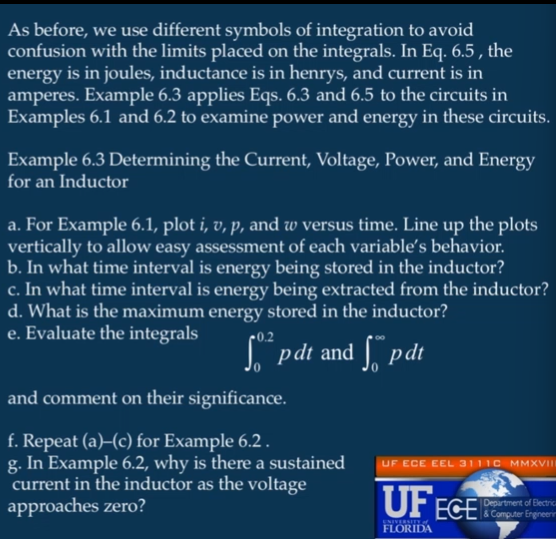 As before, we use different symbols of integration to avoid
confusion with the limits placed on the integrals. In Eq. 6.5 , the
energy is in joules, inductance is in henrys, and current is in
amperes. Example 6.3 applies Eqs. 6.3 and 6.5 to the circuits in
Examples 6.1 and 6.2 to examine power and energy in these circuits.
Example 6.3 Determining the Current, Voltage, Power, and Energy
for an Inductor
a. For Example 6.1, plot i, v, p, and w versus time. Line up the plots
vertically to allow easy assessment of each variable's behavior.
b. In what time interval is energy being stored in the inductor?
c. In what time interval is energy being extracted from the inductor?
d. What is the maximum energy stored in the inductor?
e. Evaluate the integrals
∫₀^0.2 p dt and ∫₀^∞ p dt
and comment on their significance.
f. Repeat (a)–(c) for Example 6.2 .
g. In Example 6.2, why is there a sustained
current in the inductor as the voltage
approaches zero?
UF ECE EEL 3111C MMXVII
UF ECE
UNIVERSITY of
FLORIDA
Department of Electric
& Computer Engineerin